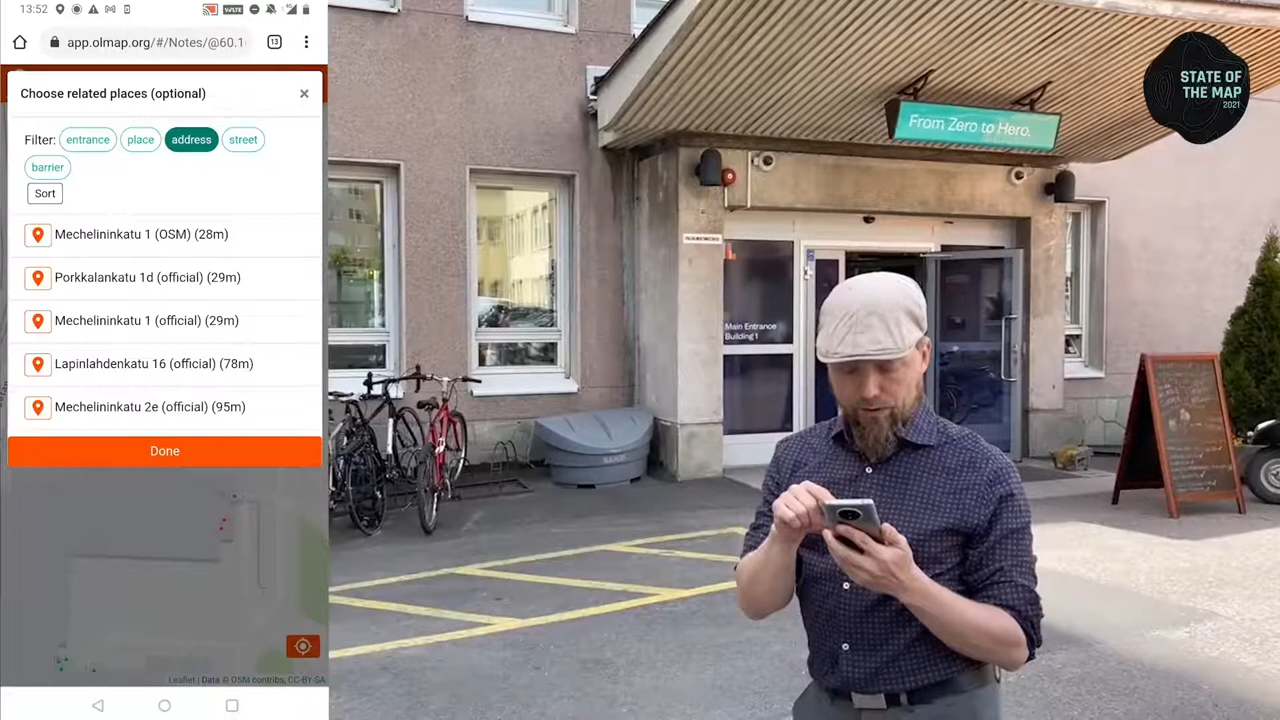 13:52
VoLTE
4G
app.olmap.org/#/Notes/@60.1
13
Choose related places (optional)
×
Filter: entrance place address street
barrier
Sort
Mechelininkatu 1 (OSM) (28m)
Porkkalankatu 1d (official) (29m)
Mechelininkatu 1 (official) (29m)
Lapinlahdenkatu 16 (official) (78m)
Mechelininkatu 2e (official) (95m)
Done
Leaflet | Data © OSM contribs, CC-BY-SA
From Zero to Hero.
Main Entrance
Building 1
STATE OF
THE MAP
2021